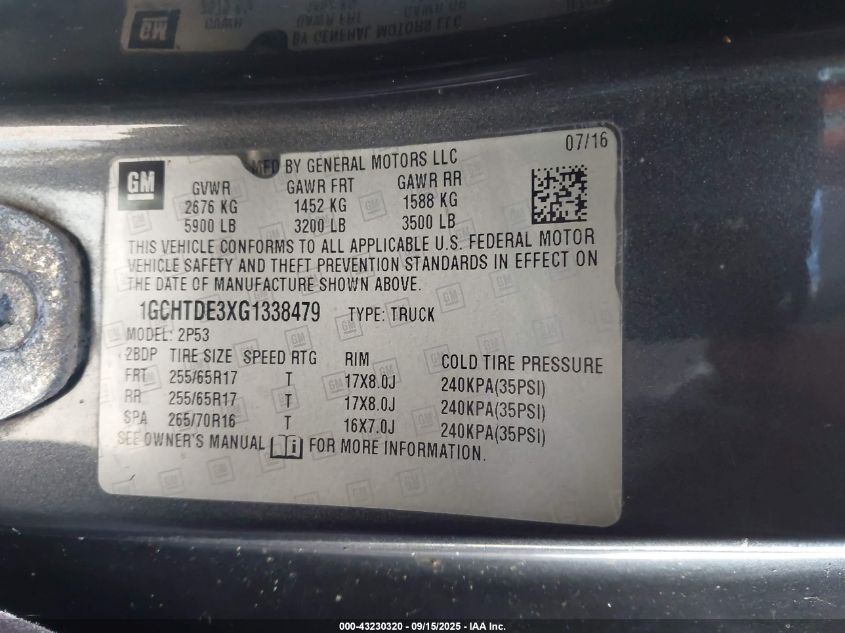 GM
MFD BY GENERAL MOTORS LLC
07/16
GVWR GAWR FRT GAWR RR
2676 KG 1452 KG 1588 KG
5900 LB 3200 LB 3500 LB
THIS VEHICLE CONFORMS TO ALL APPLICABLE U.S. FEDERAL MOTOR
VEHICLE SAFETY AND THEFT PREVENTION STANDARDS IN EFFECT ON
THE DATE OF MANUFACTURE SHOWN ABOVE.
1GCHTDE3XG1338479 TYPE: TRUCK
MODEL: 2P53
2BDP TIRE SIZE SPEED RTG RIM COLD TIRE PRESSURE
FRT 255/65R17 T 17X8.0J 240KPA(35PSI)
RR 255/65R17 T 17X8.0J 240KPA(35PSI)
SPA 265/70R16 T 16X7.0J 240KPA(35PSI)
SEE OWNER'S MANUAL FOR MORE INFORMATION.
000-43230320 - 09/15/2025 - IAA Inc.